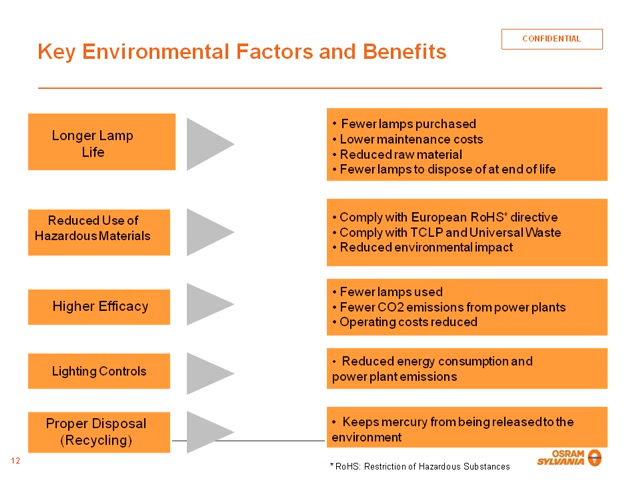 CONFIDENTIAL
Key Environmental Factors and Benefits
Longer Lamp
Life
• Fewer lamps purchased
• Lower maintenance costs
• Reduced raw material
• Fewer lamps to dispose of at end of life
Reduced Use of
Hazardous Materials
• Comply with European RoHS* directive
• Comply with TCLP and Universal Waste
• Reduced environmental impact
Higher Efficacy
• Fewer lamps used
• Fewer CO2 emissions from power plants
• Operating costs reduced
Lighting Controls
• Reduced energy consumption and
power plant emissions
Proper Disposal
(Recycling)
• Keeps mercury from being released to the
environment
12
* RoHS: Restriction of Hazardous Substances
OSRAM
SYLVANIA